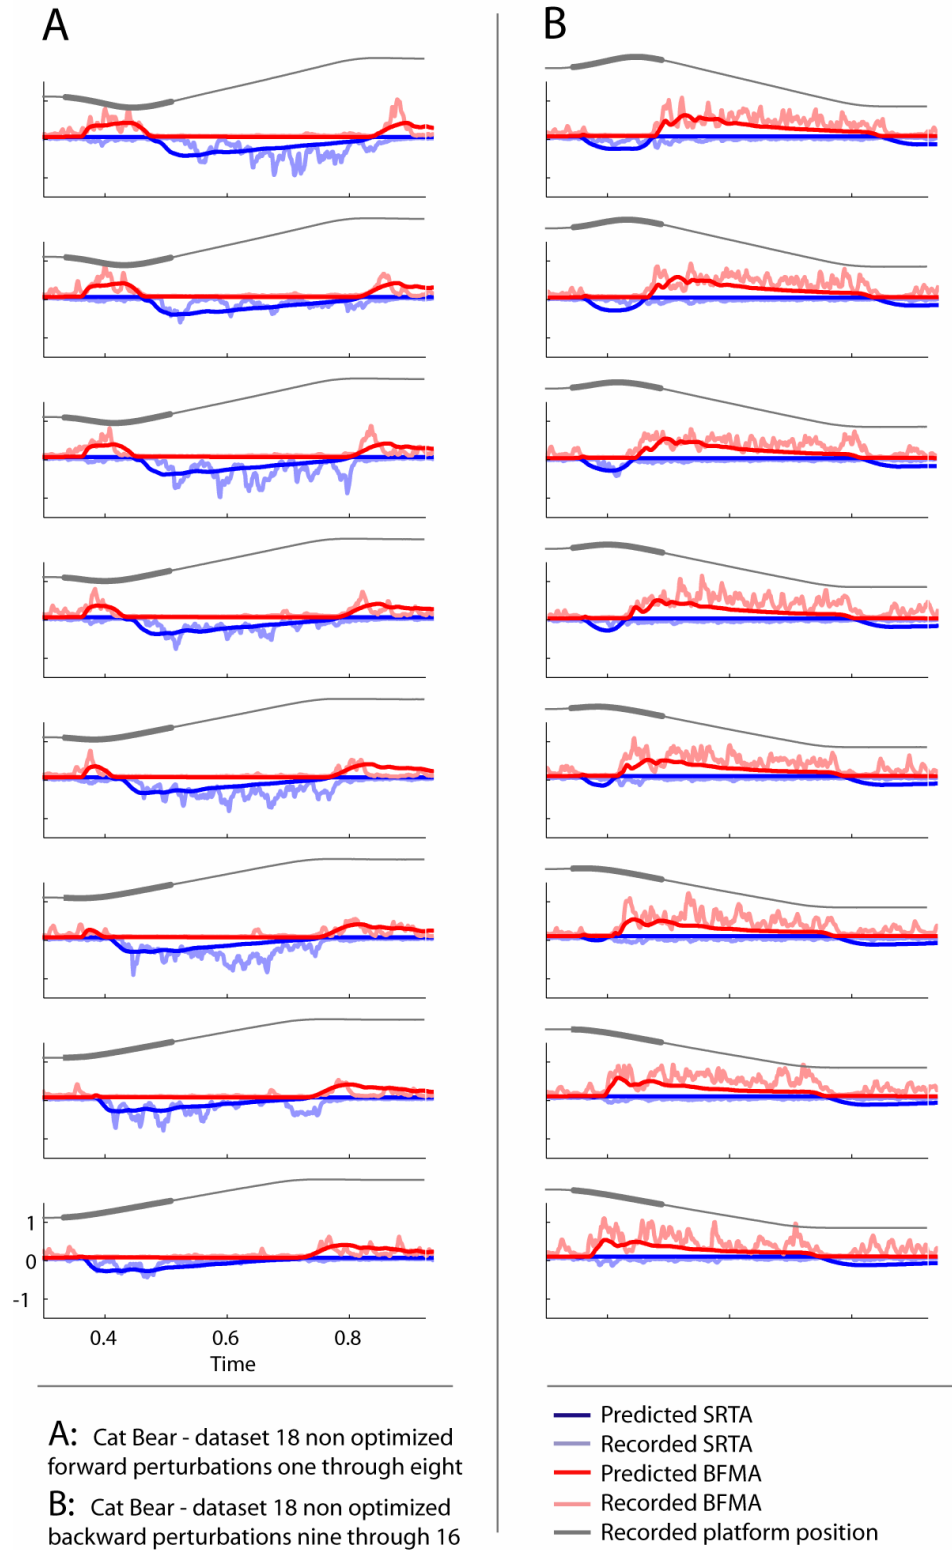 A
B
1
0
-1
0.4 0.6 0.8
Time
A: Cat Bear - dataset 18 non optimized
forward perturbations one through eight
B: Cat Bear - dataset 18 non optimized
backward perturbations nine through 16
Predicted SRTA
Recorded SRTA
Predicted BFMA
Recorded BFMA
Recorded platform position